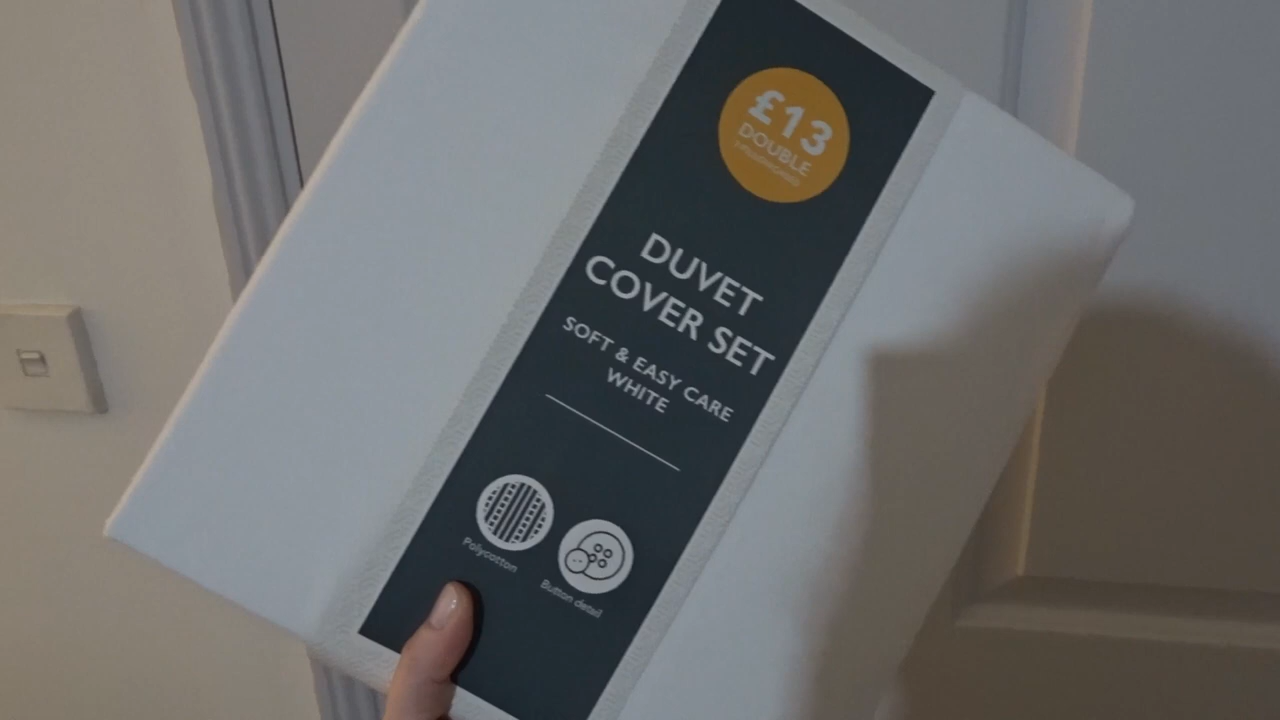 £13
DOUBLE
DUVET
COVER SET
SOFT & EASY CARE
WHITE
Polycotton
Button detail